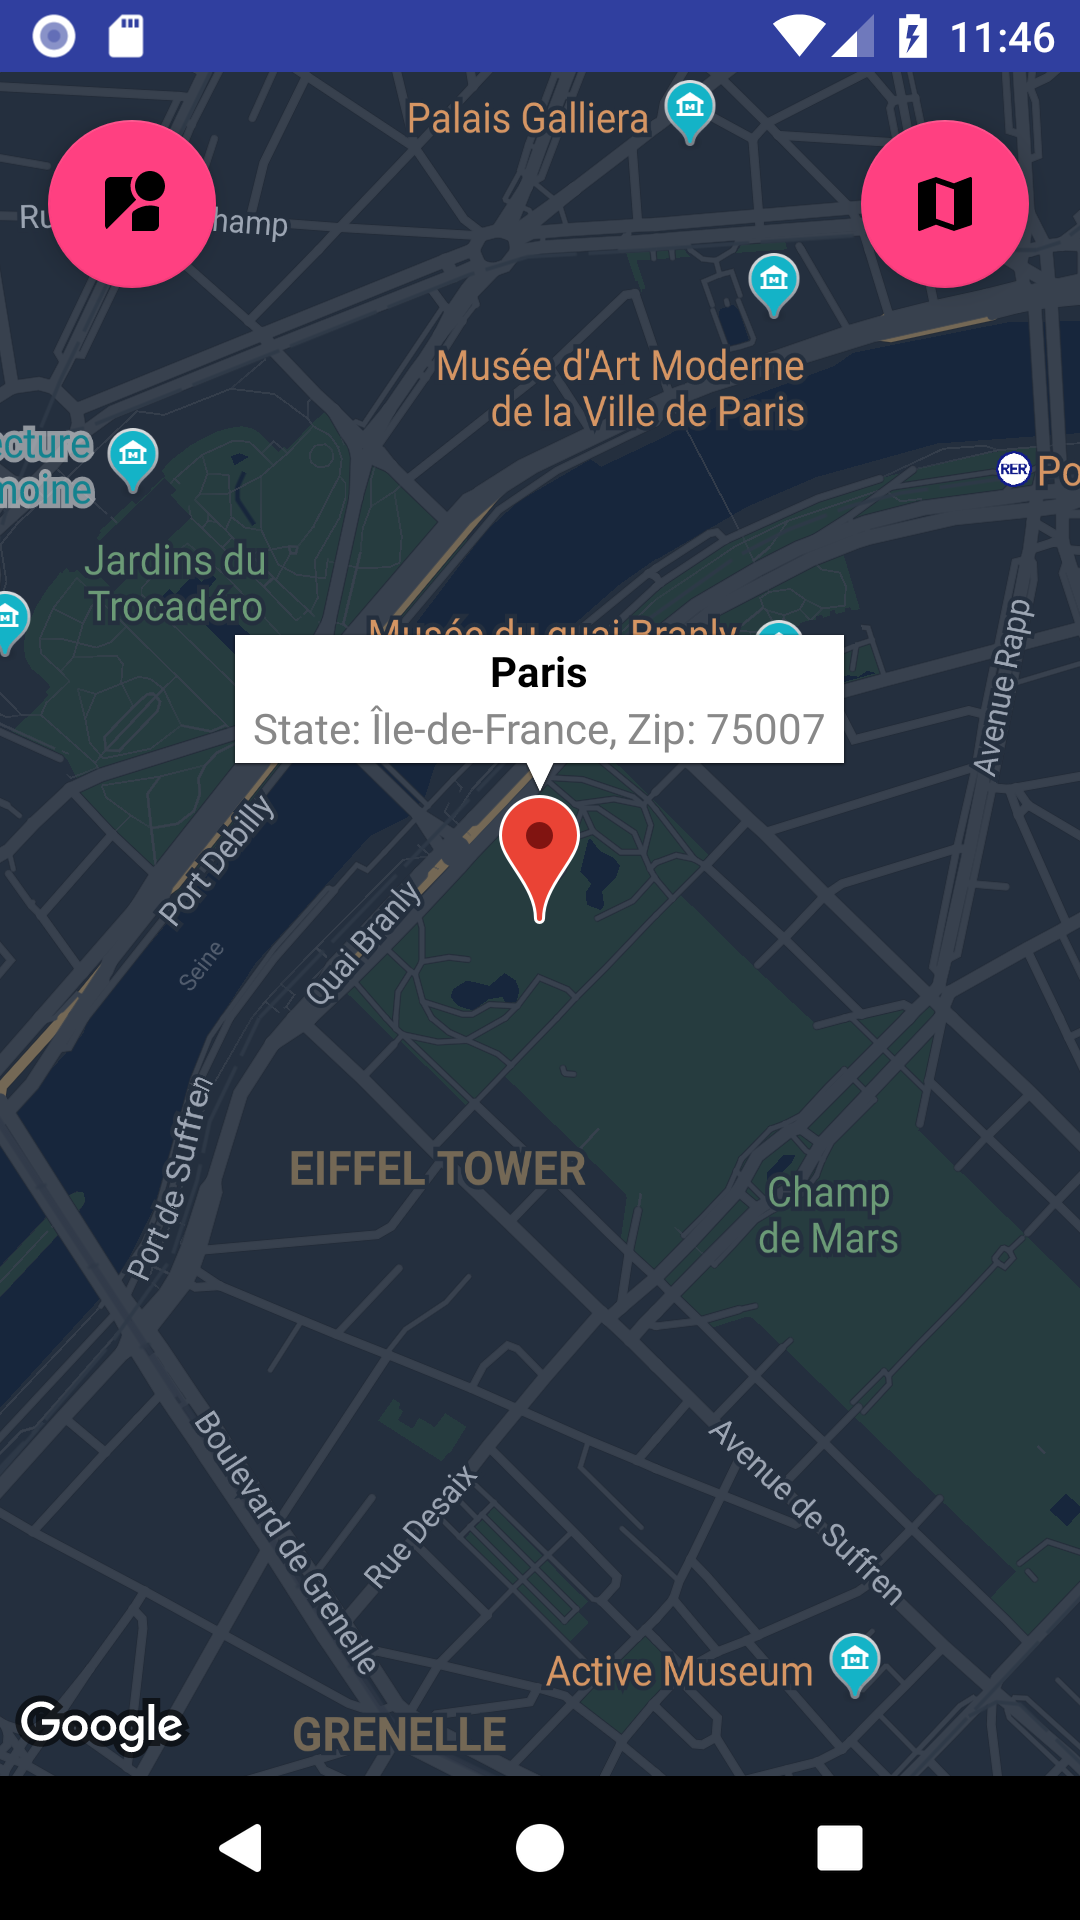 11:46
Palais Galliera
Ru
hamp
Musée d'Art Moderne
de la Ville de Paris
ecture
moine
RER
Po
Jardins du
Trocadéro
Musée du quai Branly
Avenue Rapp
Paris
State: Île-de-France, Zip: 75007
Port Debilly
Quai Branly
Seine
Port de Suffren
EIFFEL TOWER
Champ
de Mars
Boulevard de Grenelle
Rue Desaix
Avenue de Suffren
Active Museum
Google
GRENELLE